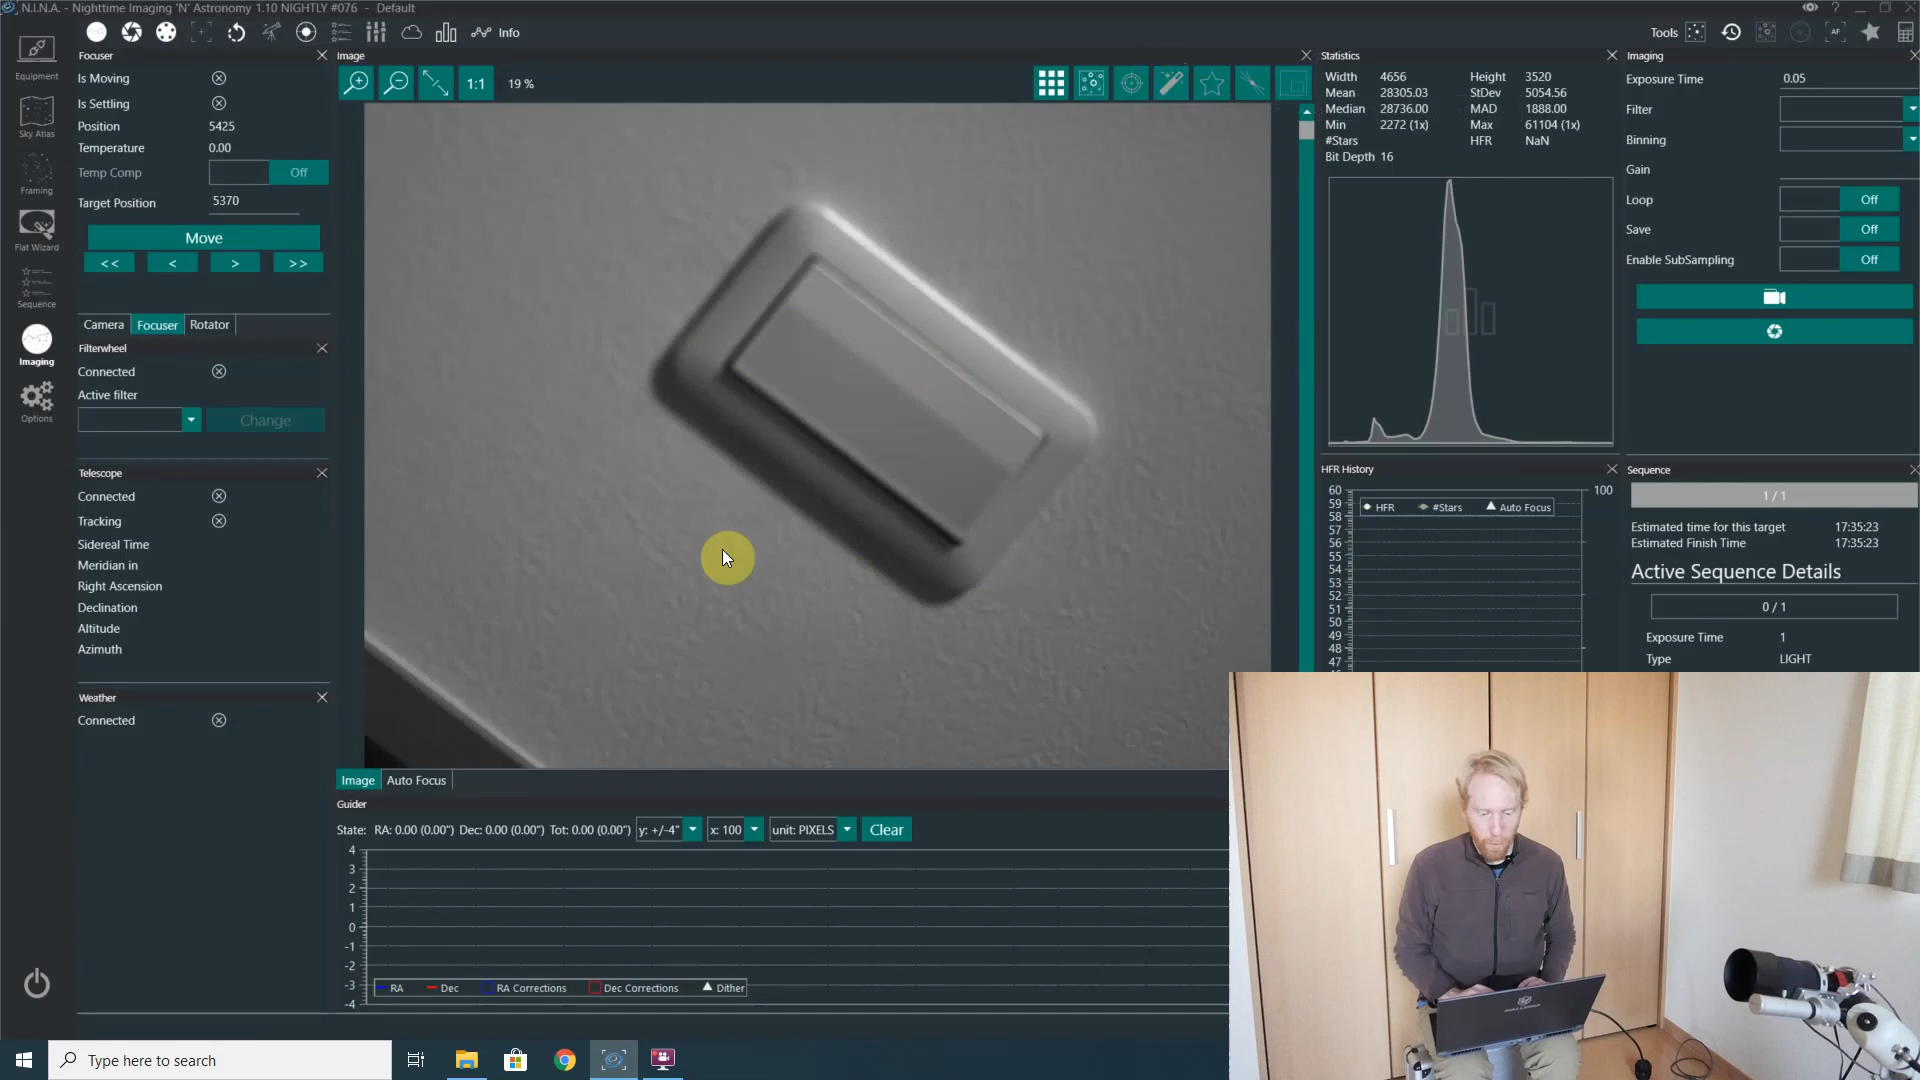 N.I.N.A. - Nighttime Imaging 'N' Astronomy 1.10 NIGHTLY #076 - Default
Info
Tools
Equipment
Sky Atlas
Framing
Flat Wizard
Sequence
Imaging
Options
Focuser
Is Moving
Is Settling
Position 5425
Temperature 0.00
Temp Comp Off
Target Position 5370
Move
<< < > >>
Camera Focuser Rotator
Filterwheel
Connected
Active filter
Change
Telescope
Connected
Tracking
Sidereal Time
Meridian in
Right Ascension
Declination
Altitude
Azimuth
Weather
Connected
Image
1:1 19 %
Image Auto Focus
Guider
State: RA: 0.00 (0.00") Dec: 0.00 (0.00") Tot: 0.00 (0.00") y: +/-4" x: 100 unit: PIXELS Clear
4
3
2
1
0
-1
-2
-3
-4
RA Dec RA Corrections Dec Corrections Dither
Statistics
Width 4656 Height 3520
Mean 28305.03 StDev 5054.56
Median 28736.00 MAD 1888.00
Min 2272 (1x) Max 61104 (1x)
#Stars HFR NaN
Bit Depth 16
HFR History
60 100
59
58
57
56
55
54
53
52
51
50
49
48
47
HFR #Stars Auto Focus
Imaging
Exposure Time 0.05
Filter
Binning
Gain
Loop Off
Save Off
Enable SubSampling Off
AF
Sequence
1 / 1
Estimated time for this target 17:35:23
Estimated Finish Time 17:35:23
Active Sequence Details
0 / 1
Exposure Time 1
Type LIGHT
Type here to search